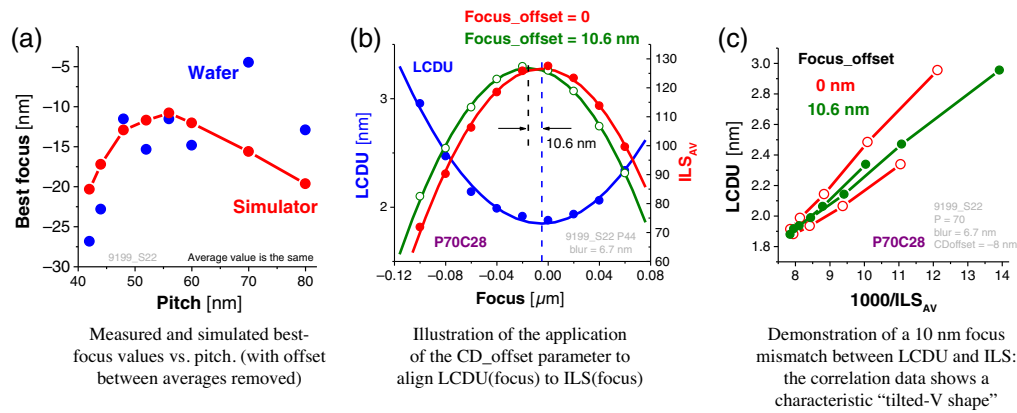 (a)
Wafer
Simulator
9199_S22
Average value is the same
Best focus [nm]
−5
−10
−15
−20
−25
−30
40
50
60
70
80
Pitch [nm]
Measured and simulated best-
focus values vs. pitch. (with offset
between averages removed)
(b)
Focus_offset = 0
Focus_offset = 10.6 nm
LCDU
10.6 nm
P70C28
9199_S22 P44
blur = 6.7 nm
LCDU [nm]
3
2
ILS_AV
130
120
110
100
90
80
70
60
−0.12
−0.08
−0.04
0.00
0.04
0.08
Focus [µm]
Illustration of the application
of the CD_offset parameter to
align LCDU(focus) to ILS(focus)
(c)
Focus_offset
0 nm
10.6 nm
9199_S22
P = 70
blur = 6.7 nm
CDoffset = −8 nm
P70C28
LCDU [nm]
3.0
2.8
2.6
2.4
2.2
2.0
1.8
8
9
10
11
12
13
14
1000/ILS_AV
Demonstration of a 10 nm focus
mismatch between LCDU and ILS:
the correlation data shows a
characteristic “tilted-V shape”